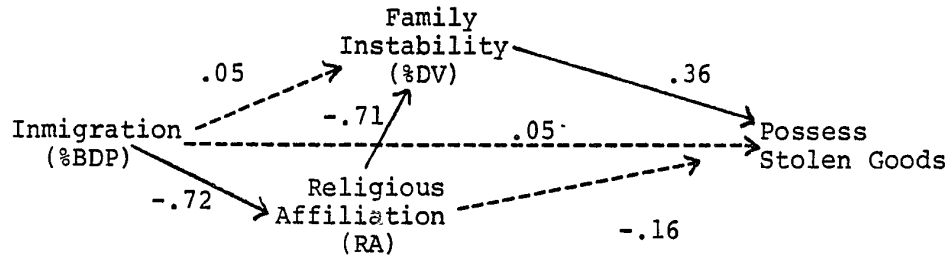 Family
Instability
(%DV)
.05
.36
-.71
.05
Inmigration
(%BDP)
Possess
Stolen Goods
-.72
Religious
Affiliation
(RA)
-.16